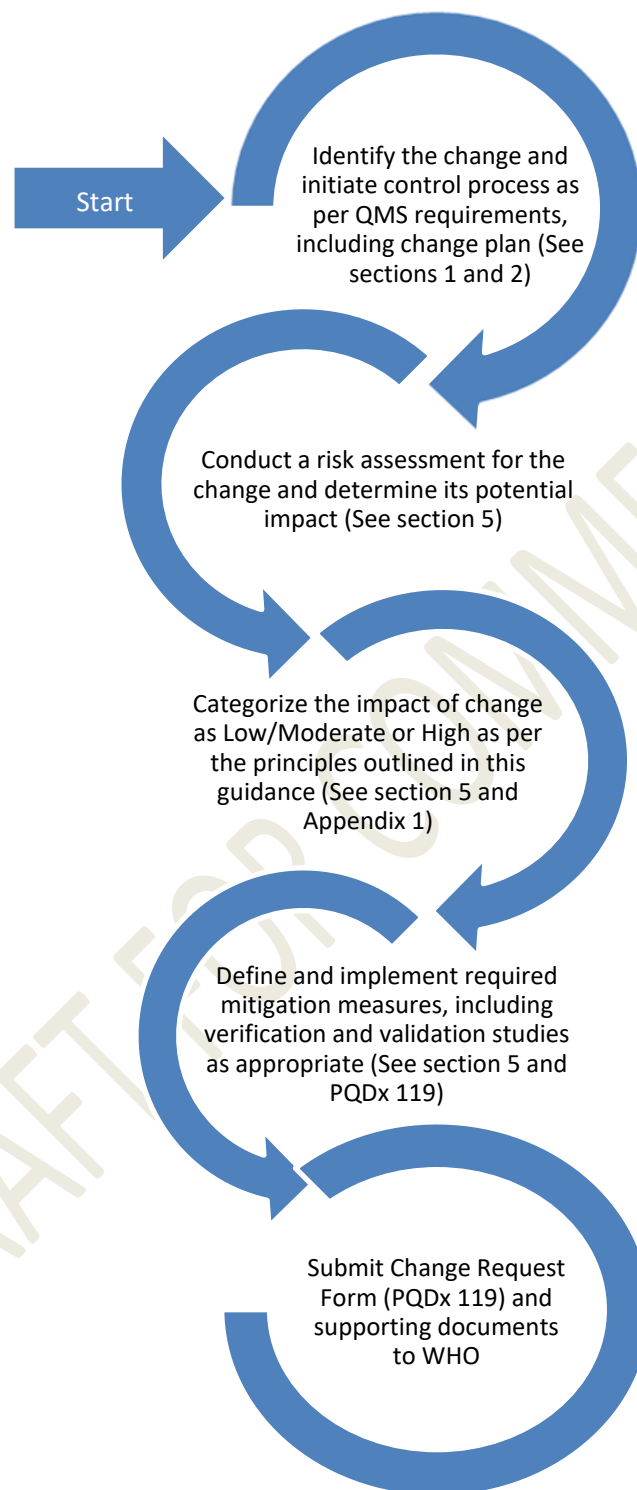 Start
Identify the change and
initiate control process as
per QMS requirements,
including change plan (See
sections 1 and 2)
Conduct a risk assessment for the
change and determine its potential
impact (See section 5)
Categorize the impact of change
as Low/Moderate or High as per
the principles outlined in this
guidance (See section 5 and
Appendix 1)
Define and implement required
mitigation measures, including
verification and validation studies
as appropriate (See section 5 and
PQDx 119)
Submit Change Request
Form (PQDx 119) and
supporting documents
to WHO